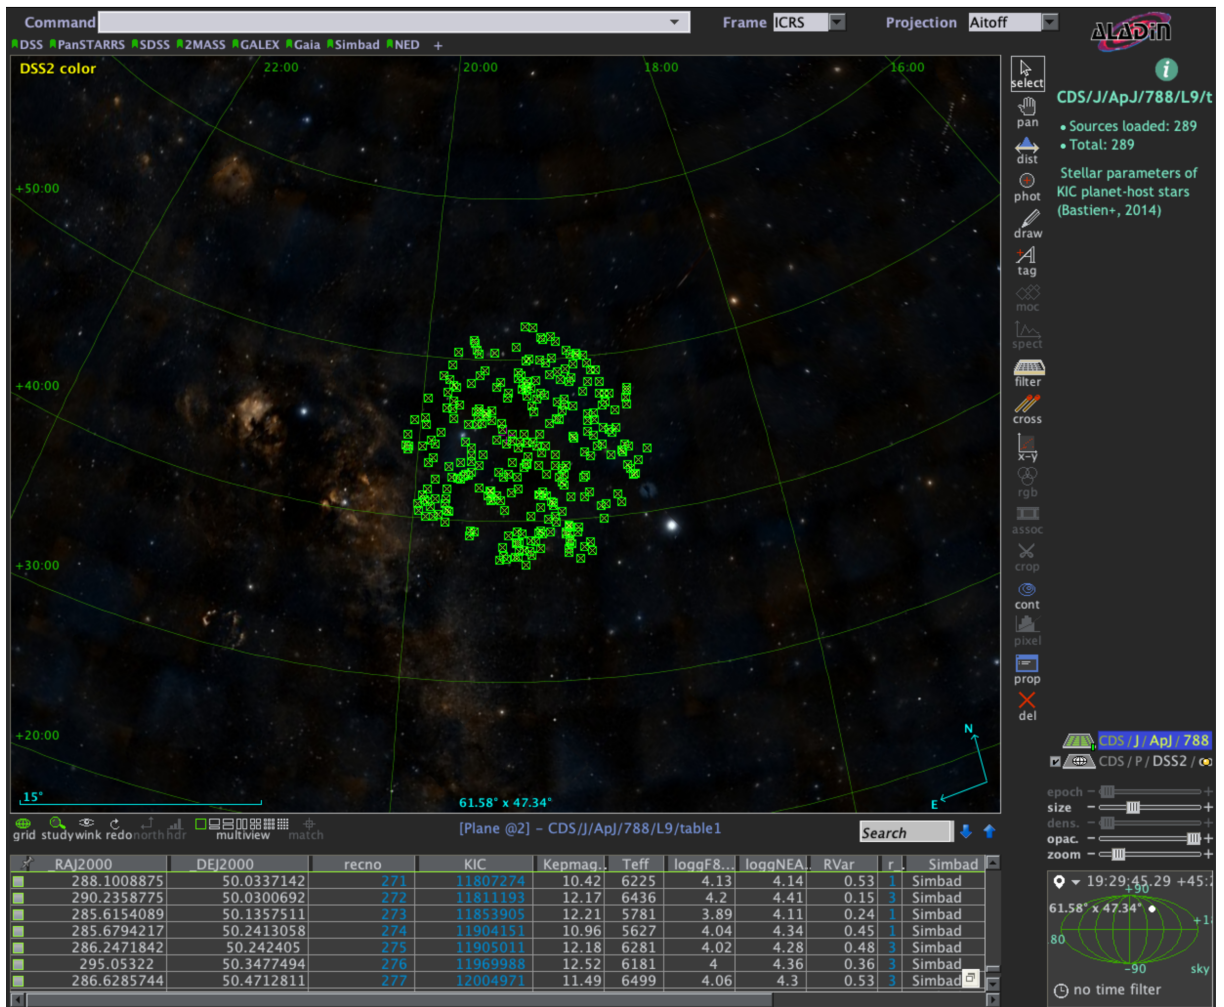 Command Frame ICRS Projection Aitoff
ALADIN
DSS PanSTARRS SDSS 2MASS GALEX Gaia Simbad NED +
DSS2 color
22:00 20:00 18:00 16:00
+50:00
+40:00
+30:00
+20:00
15°
61.58° x 47.34°
N
E
select
pan
dist
phot
draw
tag
moc
spect
filter
cross
x-y
rgb
assoc
crop
cont
pixel
prop
del
i
CDS/J/ApJ/788/L9/t
• Sources loaded: 289
• Total: 289
Stellar parameters of
KIC planet-host stars
(Bastien+, 2014)
CDS / J / ApJ / 788
CDS / P / DSS2 /
epoch - +
size - +
dens. - +
opac. - +
zoom - +
grid study wink redo north hdr multiview match
[Plane @2] - CDS/J/ApJ/788/L9/table1
Search
_RAJ2000 _DEJ2000 recno KIC Kepmag... Teff loggF8... loggNEA... RVar r_. Simbad
288.1008875 50.0337142 271 11807274 10.42 6225 4.13 4.14 0.53 1 Simbad
290.2358775 50.0300692 272 11811193 12.17 6436 4.2 4.41 0.15 3 Simbad
285.6154089 50.1357511 273 11853905 12.21 5781 3.89 4.11 0.24 1 Simbad
285.6794217 50.2413058 274 11904151 10.96 5627 4.04 4.34 0.45 1 Simbad
286.2471842 50.242405 275 11905011 12.18 6281 4.02 4.28 0.48 3 Simbad
295.05322 50.3477494 276 11969988 12.52 6181 4 4.36 0.36 3 Simbad
286.6285744 50.4712811 277 12004971 11.49 6499 4.06 4.3 0.53 3 Simbad
19:29:45.29 +45:
+90
61.58° x 47.34°
80
-90 sky
no time filter